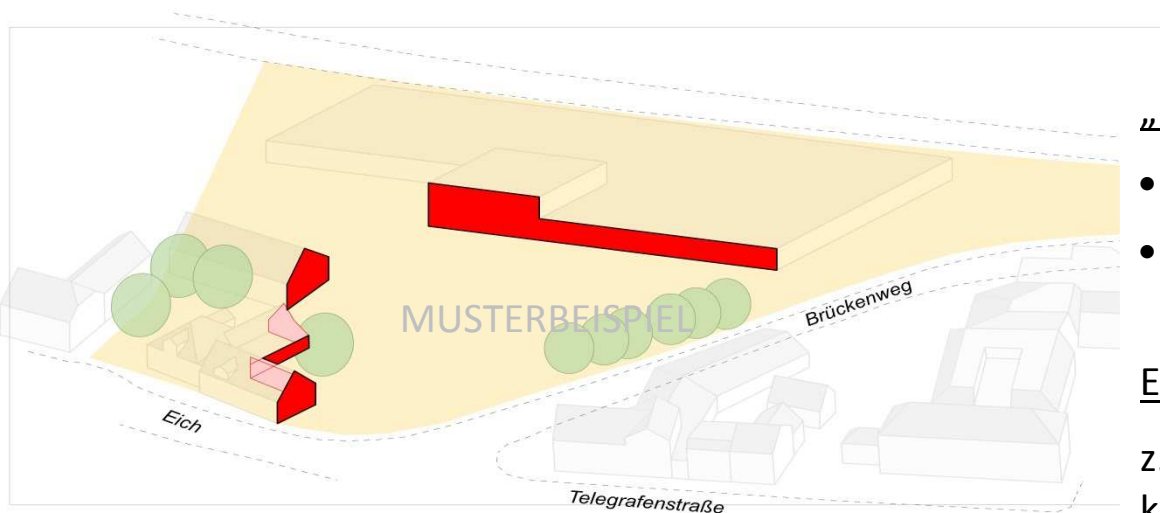 „
•
•
MUSTERBEISPIEL
Brückenweg
Eich
Telegrafenstraße
E
z.
k